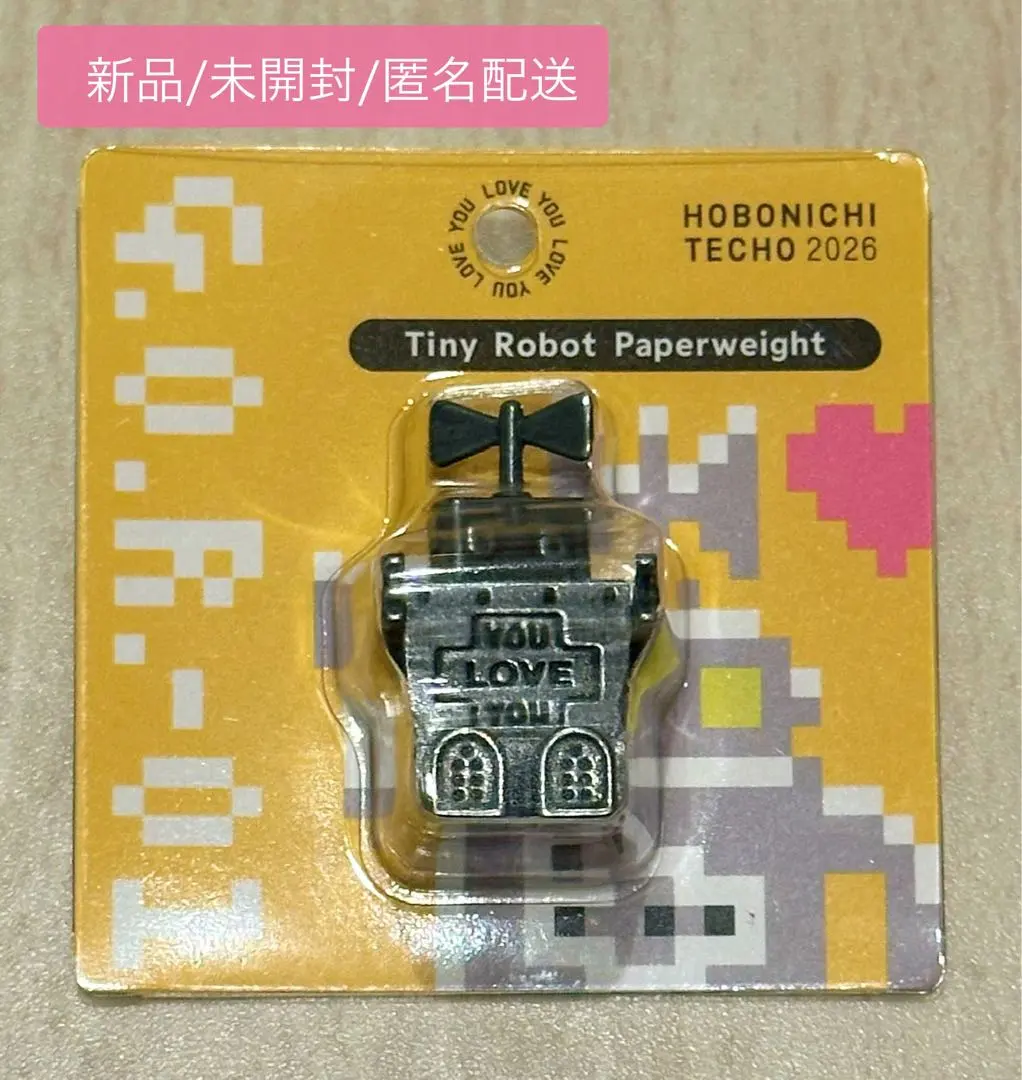 新品/未開封/匿名配送
LOVE YOU LOVE YOU LOVE YOU
HOBONICHI
TECHO 2026
Tiny Robot Paperweight
YOU
LOVE
YOU